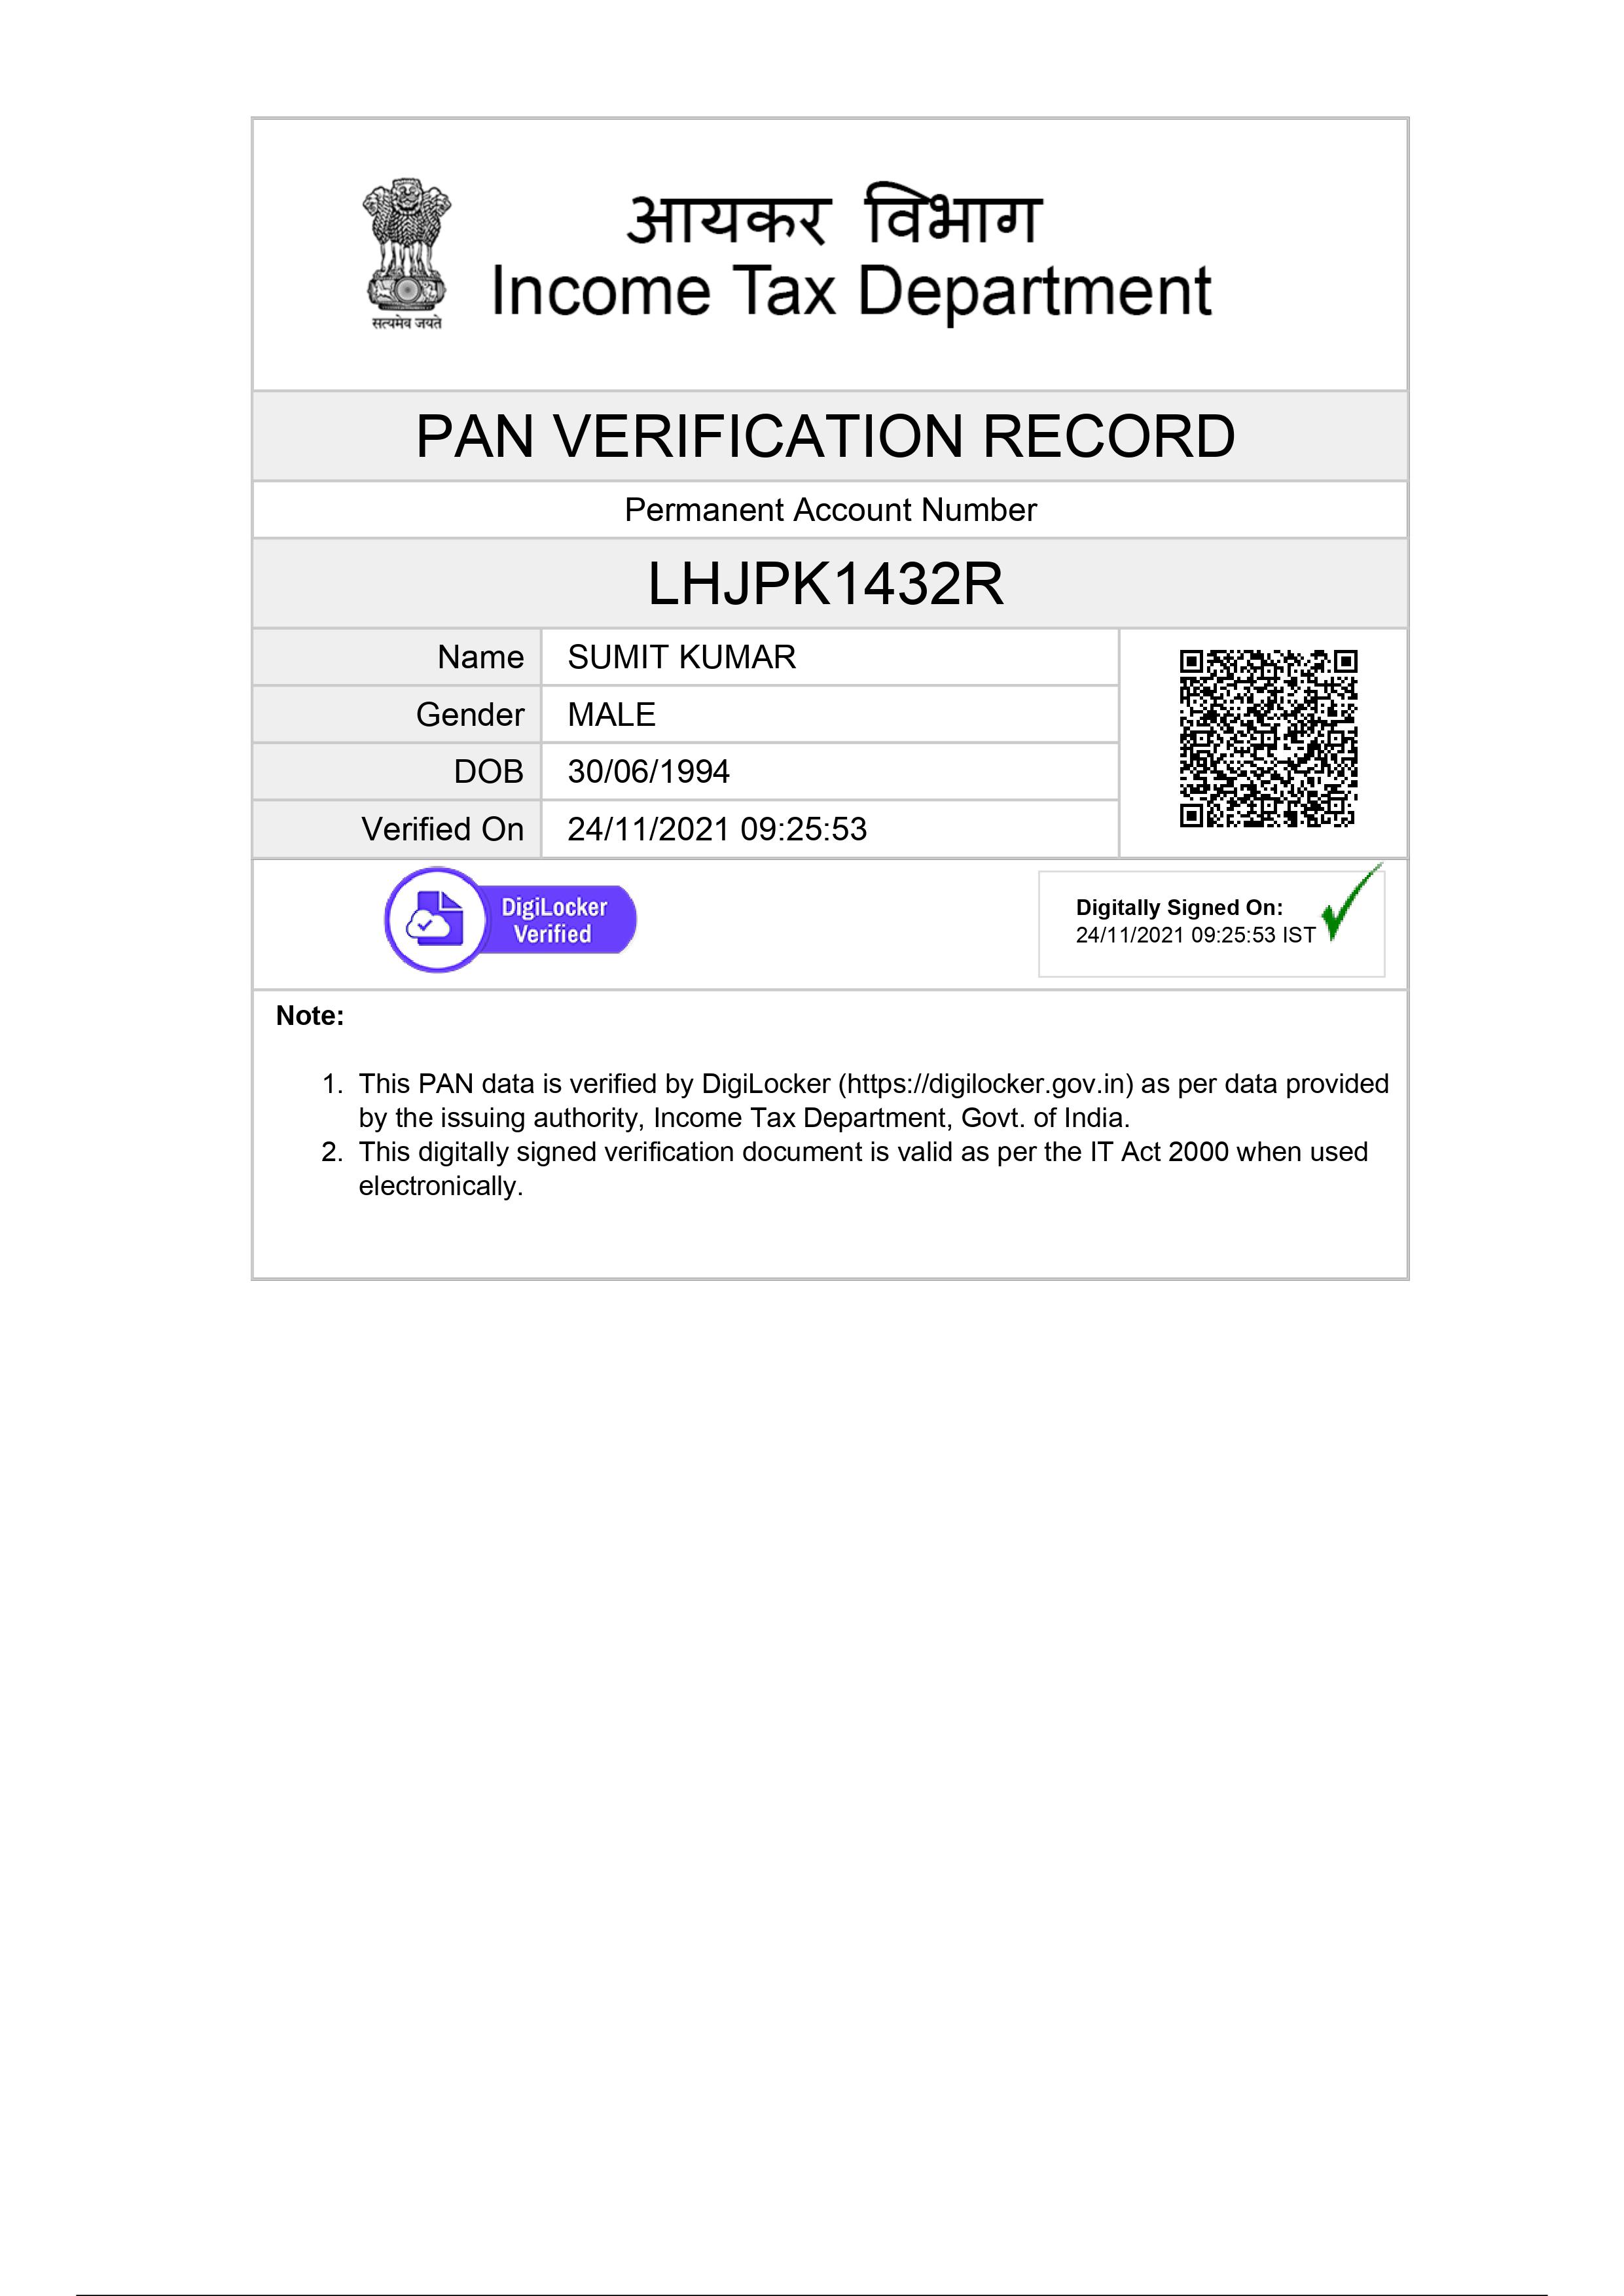 आयकर विभाग
Income Tax Department
सत्यमेव जयते
PAN VERIFICATION RECORD
Permanent Account Number
LHJPK1432R
Name SUMIT KUMAR
Gender MALE
DOB 30/06/1994
Verified On 24/11/2021 09:25:53
DigiLocker
Verified
Digitally Signed On:
24/11/2021 09:25:53 IST
Note:
1. This PAN data is verified by DigiLocker (https://digilocker.gov.in) as per data provided
by the issuing authority, Income Tax Department, Govt. of India.
2. This digitally signed verification document is valid as per the IT Act 2000 when used
electronically.